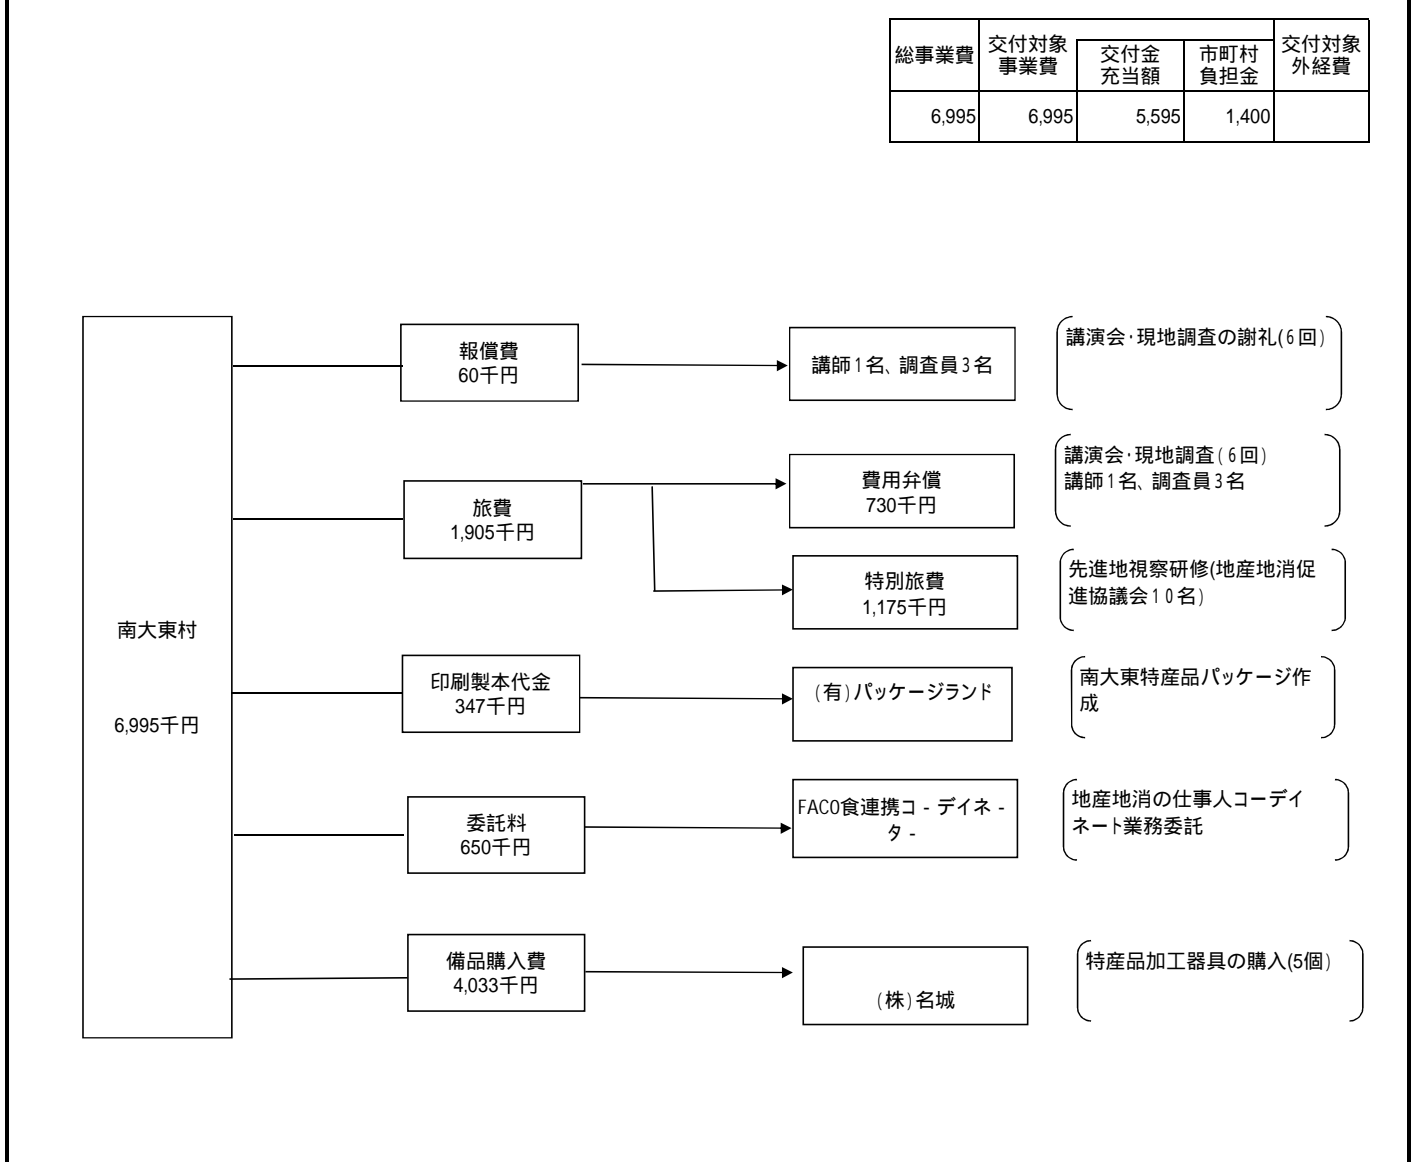 総事業費
交付対象
事業費
交付金
充当額
市町村
負担金
交付対象
外経費
6,995
6,995
5,595
1,400
南大東村
6,995千円
報償費
60千円
講師1名、調査員3名
講演会・現地調査の謝礼(6回)
旅費
1,905千円
費用弁償
730千円
講演会・現地調査(6回)
講師1名、調査員3名
特別旅費
1,175千円
先進地視察研修(地産地消促
進協議会10名)
印刷製本代金
347千円
(有)パッケージランド
南大東特産品パッケージ作
成
委託料
650千円
FACO食連携コ-デイネ-
タ-
地産地消の仕事人コーデイ
ネート業務委託
備品購入費
4,033千円
(株)名城
特産品加工器具の購入(5個)